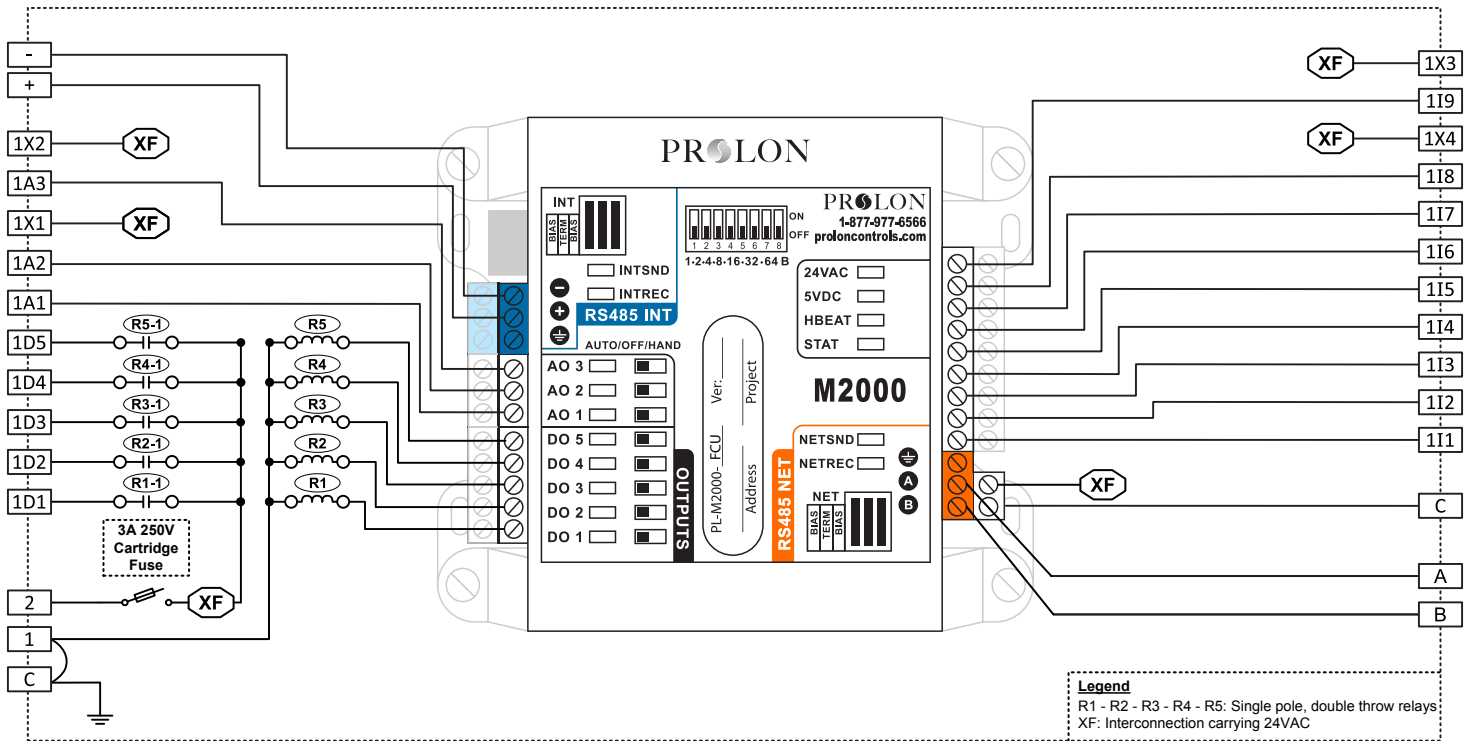 -
+
1X2
XF
1A3
1X1
XF
1A2
1A1
1D5
R5-1
R5
1D4
R4-1
R4
1D3
R3-1
R3
1D2
R2-1
R2
1D1
R1-1
R1
3A 250V
Cartridge
Fuse
2
XF
1
C
PROLON
INT
BIAS
TERM
BIAS
INTSND
INTREC
RS485 INT
-
+
ON
OFF
1 2 3 4 5 6 7 8
1·2·4·8·16·32·64 B
PROLON
1-877-977-6566
proloncontrols.com
24VAC
5VDC
HBEAT
STAT
AUTO/OFF/HAND
AO 3
AO 2
AO 1
DO 5
DO 4
DO 3
DO 2
DO 1
OUTPUTS
PL-M2000-_FCU Ver:____
Address Project
M2000
NETSND
NETREC
A
B
RS485 NET
NET
BIAS
TERM
BIAS
XF
1X3
1I9
XF
1X4
1I8
1I7
1I6
1I5
1I4
1I3
1I2
1I1
XF
C
A
B
Legend
R1 - R2 - R3 - R4 - R5: Single pole, double throw relays
XF: Interconnection carrying 24VAC